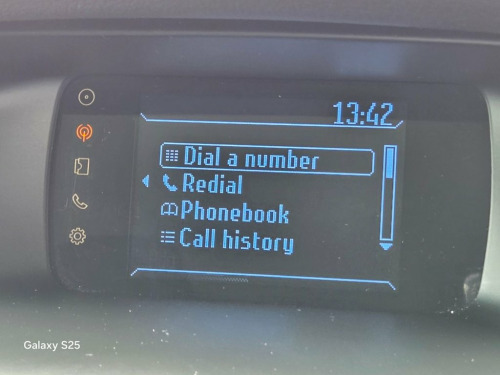 13:42
Dial a number
Redial
Phonebook
Call history
Galaxy S25